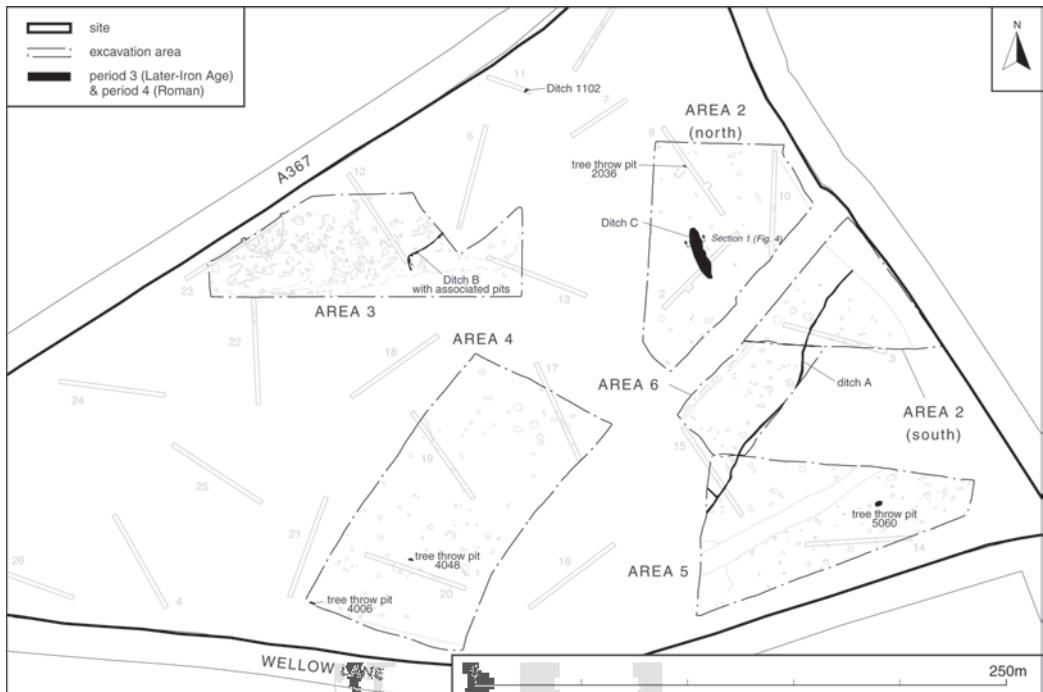 site
excavation area
period 3 (Later-Iron Age)
& period 4 (Roman)
N
11
Ditch 1102
7
6
AREA 2
(north)
9
tree throw pit
2036
10
A367
12
Ditch C
Section 1 (Fig. 4)
Ditch B
with associated pits
23
13
2
AREA 3
22
18
AREA 4
17
3
AREA 6
ditch A
24
AREA 2
(south)
15
19
25
tree throw pit
5060
21
14
26
4
tree throw pit
4048
20
16
AREA 5
tree throw pit
4006
WELLOW LANE
250m